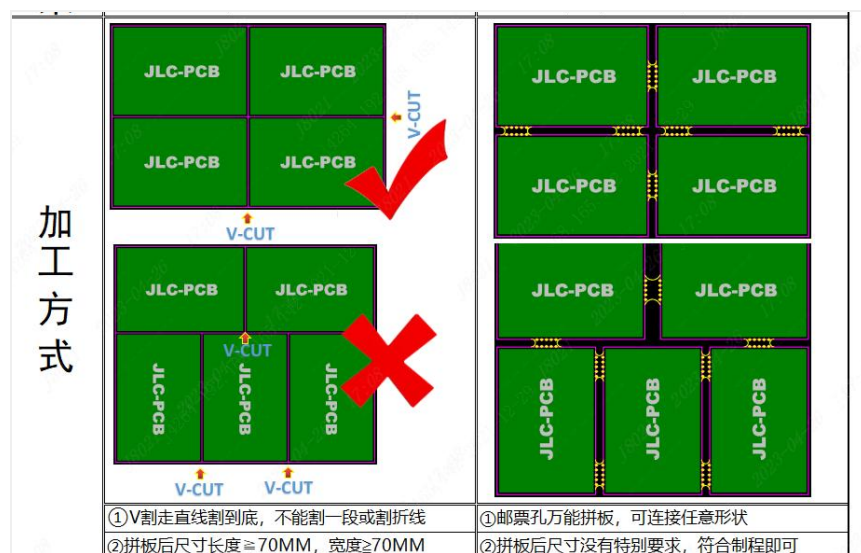 加工方式
JLC-PCB JLC-PCB
JLC-PCB JLC-PCB
V-CUT
V-CUT
JLC-PCB JLC-PCB
V-CUT
JLC-PCB JLC-PCB JLC-PCB
V-CUT V-CUT
①V割走直线割到底，不能割一段或割折线
②拼板后尺寸长度≧70MM，宽度≧70MM
JLC-PCB JLC-PCB
JLC-PCB JLC-PCB
JLC-PCB JLC-PCB
JLC-PCB JLC-PCB JLC-PCB
①邮票孔万能拼板，可连接任意形状
②拼板后尺寸没有特别要求，符合制程即可